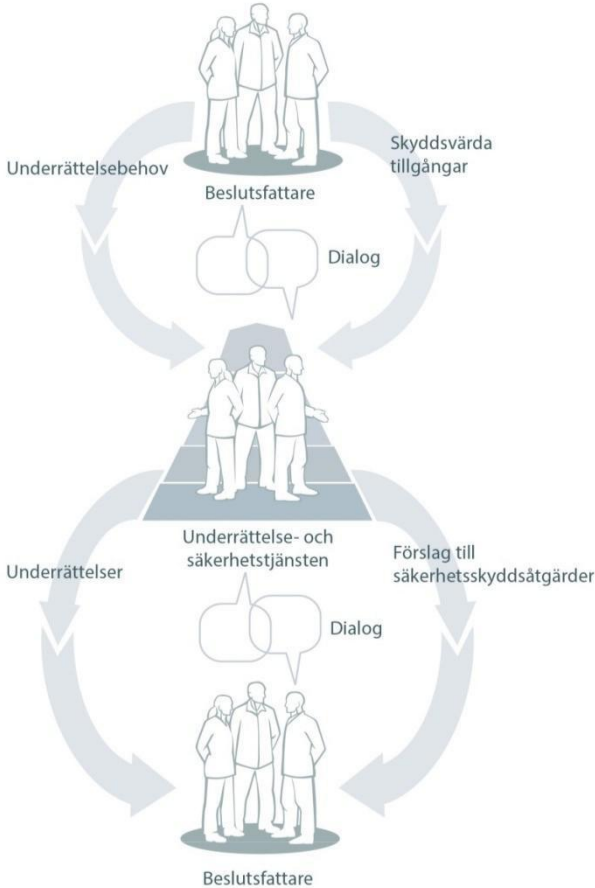 Underrättelsebehov
Skyddsvärda
tillgångar
Beslutsfattare
Dialog
Underrättelse- och
säkerhetstjänsten
Underrättelser
Förslag till
säkerhetsskyddsåtgärder
Dialog
Beslutsfattare